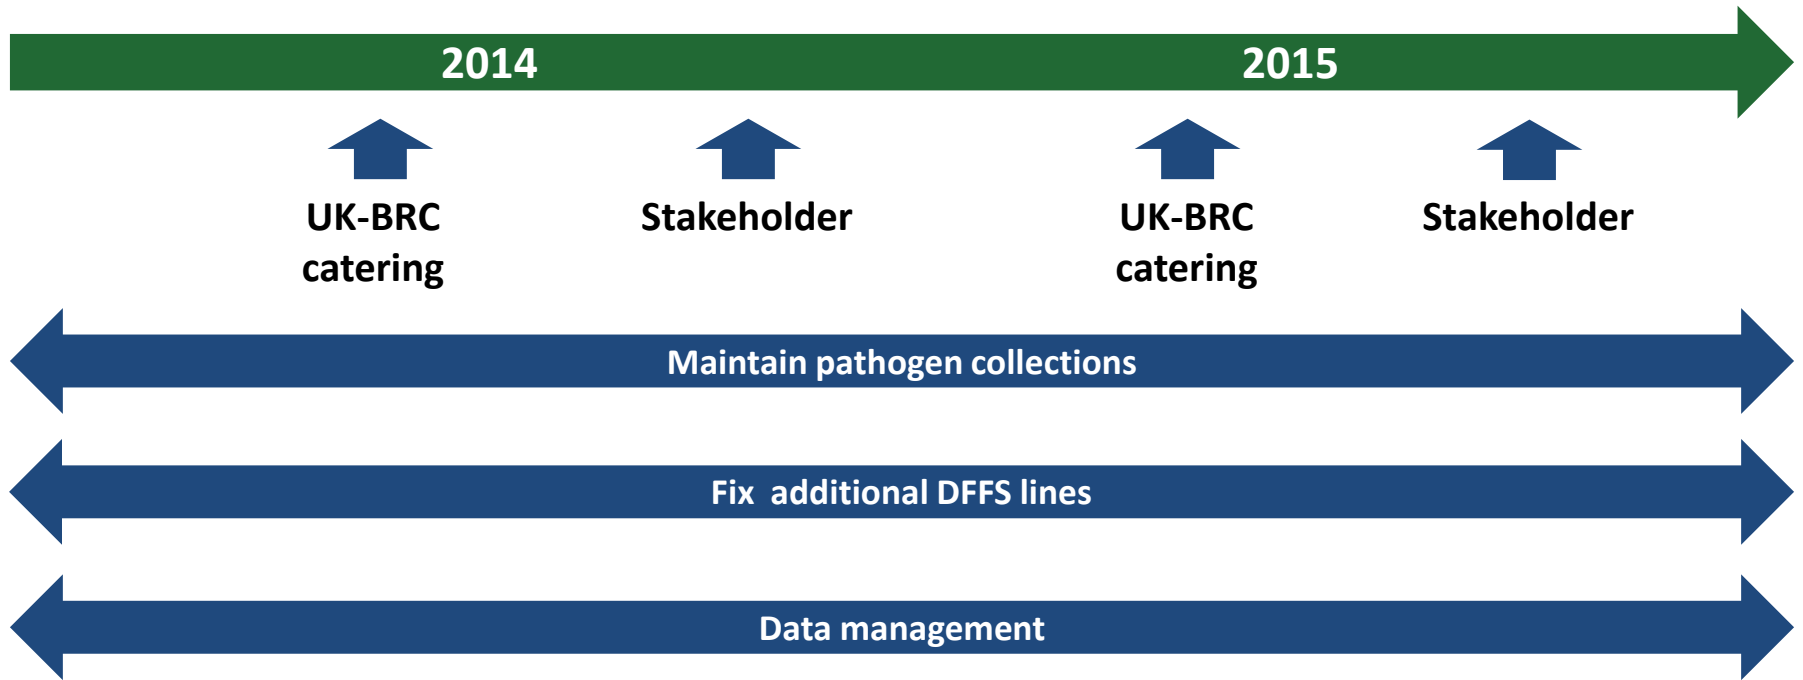 2014 2015
UK-BRC Stakeholder UK-BRC Stakeholder
catering catering
Maintain pathogen collections
Fix  additional DFFS lines
Data management